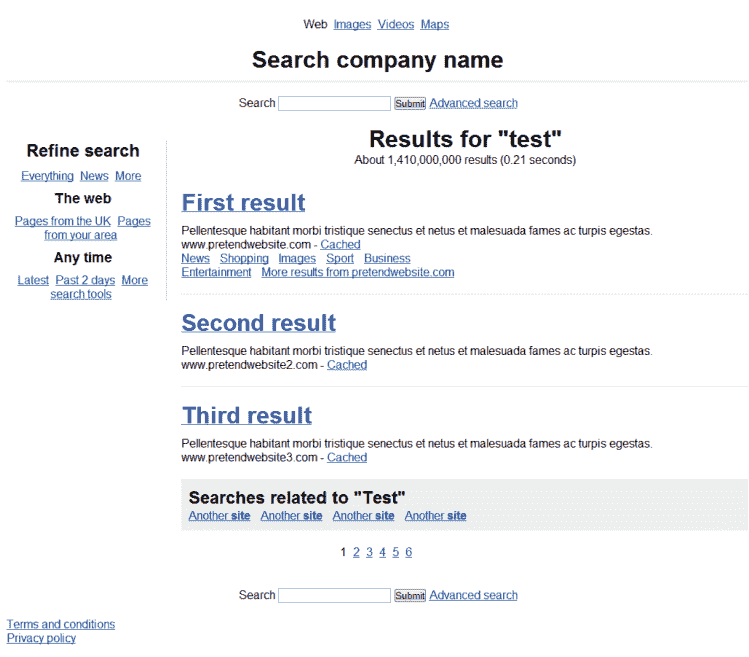 Web Images Videos Maps
Search company name
Search Submit Advanced search
Refine search
Everything News More
The web
Pages from the UK Pages
from your area
Any time
Latest Past 2 days More
search tools
Results for "test"
About 1,410,000,000 results (0.21 seconds)
First result
Pellentesque habitant morbi tristique senectus et netus et malesuada fames ac turpis egestas.
www.pretendwebsite.com - Cached
News Shopping Images Sport Business
Entertainment More results from pretendwebsite.com
Second result
Pellentesque habitant morbi tristique senectus et netus et malesuada fames ac turpis egestas.
www.pretendwebsite2.com - Cached
Third result
Pellentesque habitant morbi tristique senectus et netus et malesuada fames ac turpis egestas.
www.pretendwebsite3.com - Cached
Searches related to "Test"
Another site Another site Another site Another site
1 2 3 4 5 6
Search Submit Advanced search
Terms and conditions
Privacy policy